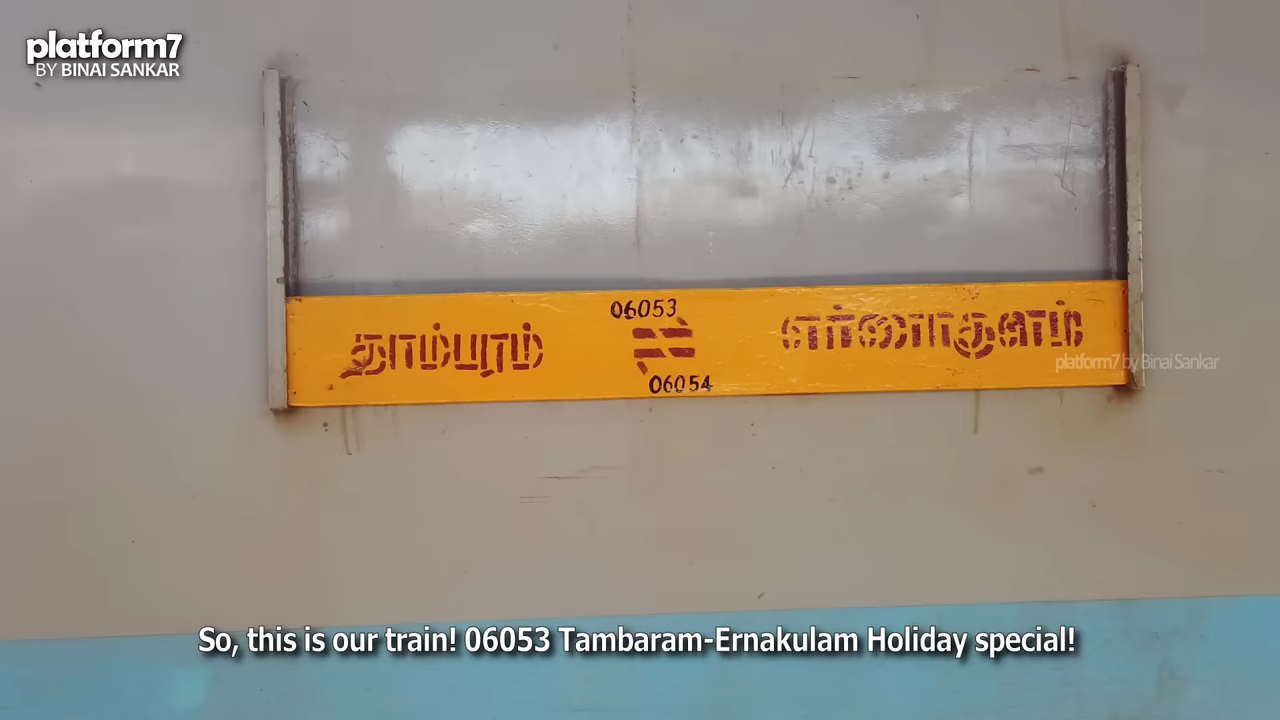 platform7
BY BINAI SANKAR
06053
தாம்பரம்
எர்ணாகுளம்
platform7 by Binai Sankar
06054
So, this is our train! 06053 Tambaram-Ernakulam Holiday special!